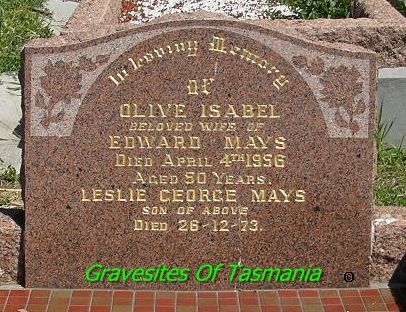 In Loving Memory
OF
OLIVE ISABEL
BELOVED WIFE OF
EDWARD MAYS
DIED APRIL 4TH 1956
AGED 50 YEARS.
LESLIE GEORGE MAYS
SON OF ABOVE
DIED 26-12-73.
Gravesites Of Tasmania ©